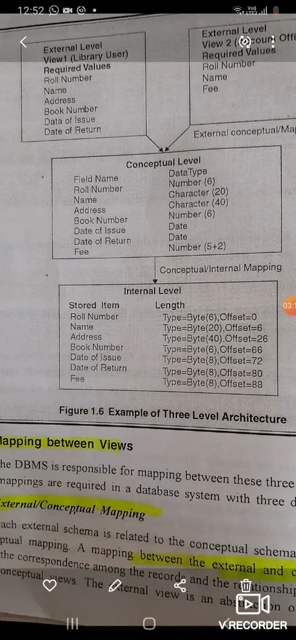 12:52
External Level
View1 (Library User)
Required Values
Roll Number
Name
Address
Book Number
Data of Issue
Date of Return
External Level
View 2
Required Values
Roll Number
Name
Fee
External conceptual/Map
Conceptual Level
Field Name DataType
Roll Number Number (6)
Name Character (20)
Address Character (40)
Book Number Number (6)
Date of Issue Date
Date of Return Date
Fee Number (5+2)
Conceptual/Internal Mapping
Internal Level
Stored Item Length
Roll Number Type=Byte(6),Offset=0
Name Type=Byte(20),Offset=6
Address Type=Byte(40),Offset=26
Book Number Type=Byte(6),Offset=66
Date of Issue Type=Byte(8),Offset=72
Date of Return Type=Byte(8),Offset=80
Fee Type=Byte(8),Offset=88
Figure 1.6 Example of Three Level Architecture
Mapping between Views
The DBMS is responsible for mapping between these three
mappings are required in a database system with three d
External/Conceptual Mapping
each external schema is related to the conceptual schema
ptual mapping. A mapping between the external and c
the correspondence among the records and the relationship
conceptual views. The external view is an
V.RECORDER